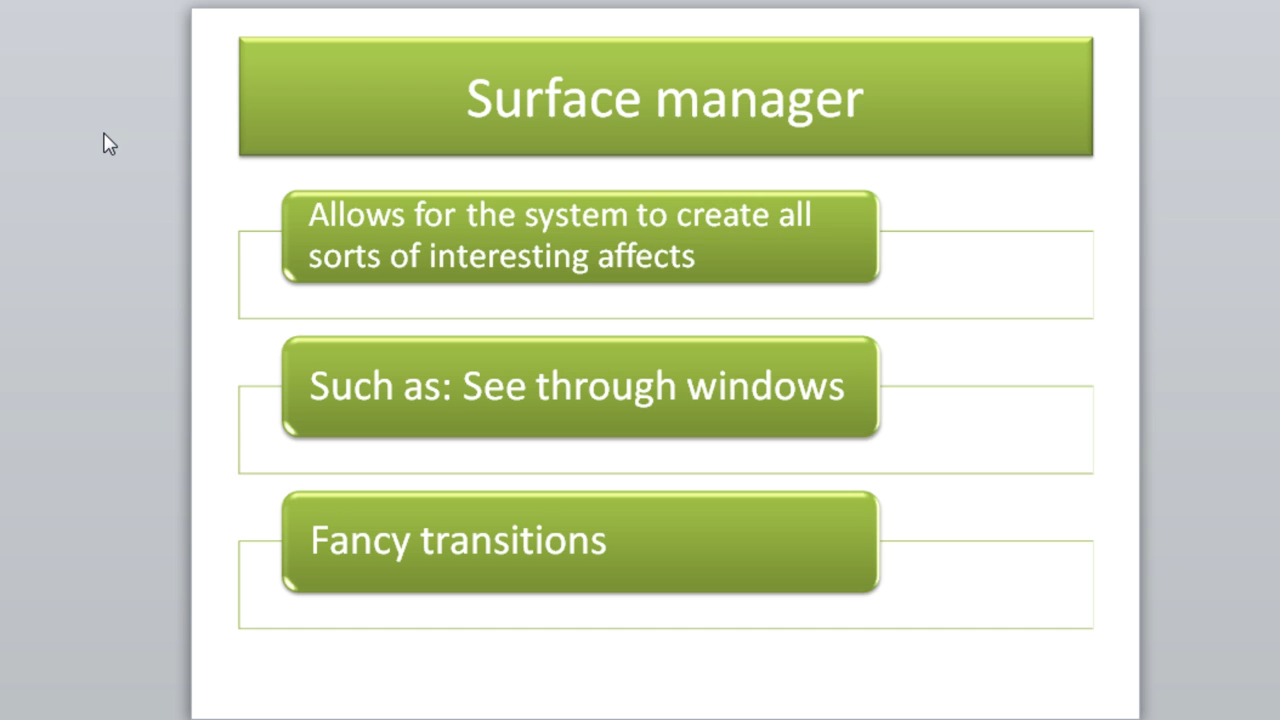 Surface manager
Allows for the system to create all
sorts of interesting affects
Such as: See through windows
Fancy transitions